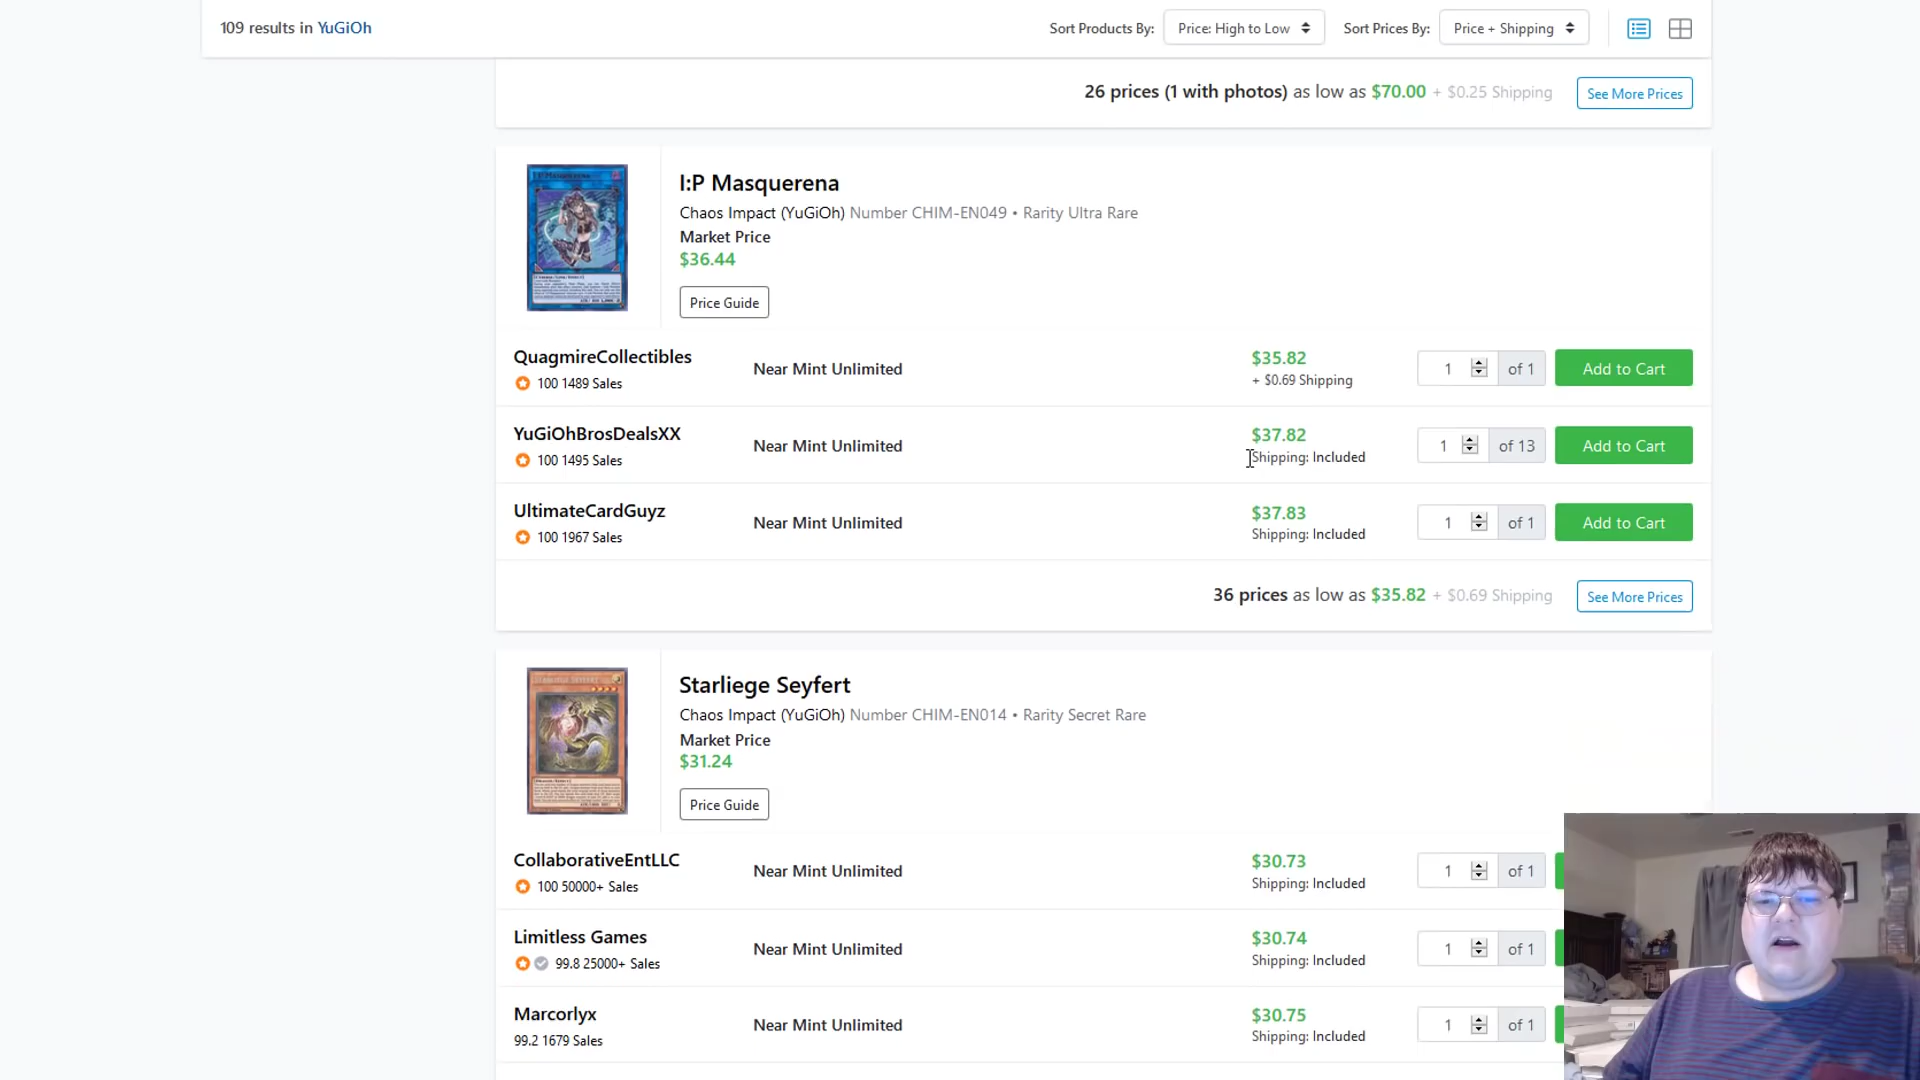 109 results in YuGiOh
Sort Products By: Price: High to Low Sort Prices By: Price + Shipping
26 prices (1 with photos) as low as $70.00 + $0.25 Shipping See More Prices
I:P Masquerena
Chaos Impact (YuGiOh) Number CHIM-EN049 • Rarity Ultra Rare
Market Price
$36.44
Price Guide
QuagmireCollectibles
100 1489 Sales
Near Mint Unlimited
$35.82
+ $0.69 Shipping
1 of 1 Add to Cart
YuGiOhBrosDealsXX
100 1495 Sales
Near Mint Unlimited
$37.82
Shipping: Included
1 of 13 Add to Cart
UltimateCardGuyz
100 1967 Sales
Near Mint Unlimited
$37.83
Shipping: Included
1 of 1 Add to Cart
36 prices as low as $35.82 + $0.69 Shipping See More Prices
Starliege Seyfert
Chaos Impact (YuGiOh) Number CHIM-EN014 • Rarity Secret Rare
Market Price
$31.24
Price Guide
CollaborativeEntLLC
100 50000+ Sales
Near Mint Unlimited
$30.73
Shipping: Included
1 of 1
Limitless Games
99.8 25000+ Sales
Near Mint Unlimited
$30.74
Shipping: Included
1 of 1
Marcorlyx
99.2 1679 Sales
Near Mint Unlimited
$30.75
Shipping: Included
1 of 1